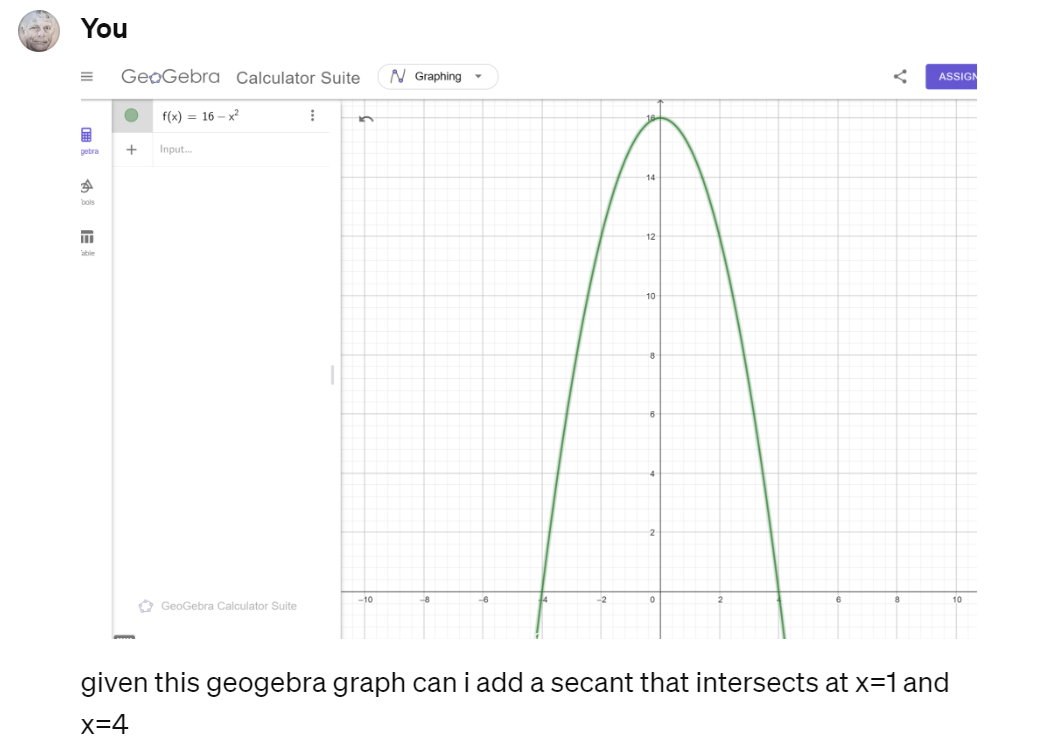 You
GeoGebra Calculator Suite Graphing ASSIGN
f(x) = 16 – x²
gebra + Input...
Tools
Table
16
14
12
10
8
6
4
2
–10 –8 –6 –4 –2 0 2 4 6 8 10
GeoGebra Calculator Suite
given this geogebra graph can i add a secant that intersects at x=1 and
x=4